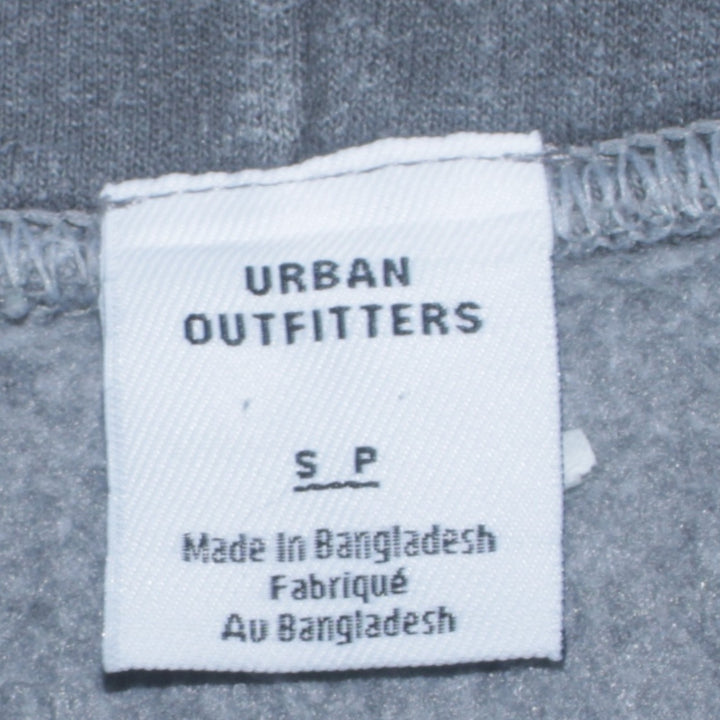 URBAN
OUTFITTERS
S P
Made In Bangladesh
Fabriqué
Au Bangladesh